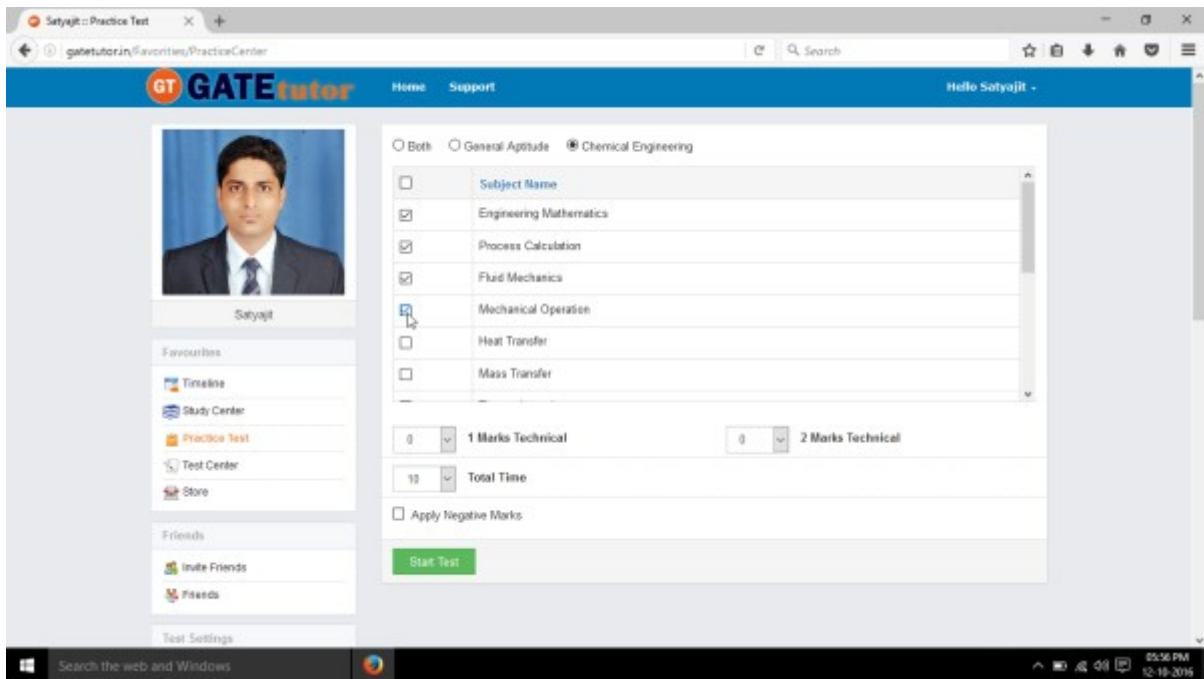 Satyajit :: Practice Test
gatetutor.in/Favorities/PracticeCenter
Search
GT GATEtutor
Home Support Hello Satyajit
Both General Aptitude Chemical Engineering
Subject Name
Engineering Mathematics
Process Calculation
Fluid Mechanics
Mechanical Operation
Heat Transfer
Mass Transfer
Satyajit
Favourites
Timeline
Study Center
Practice Test
Test Center
Store
Friends
Invite Friends
Friends
Test Settings
0 1 Marks Technical 0 2 Marks Technical
10 Total Time
Apply Negative Marks
Start Test
Search the web and Windows
05:56 PM
12-10-2016